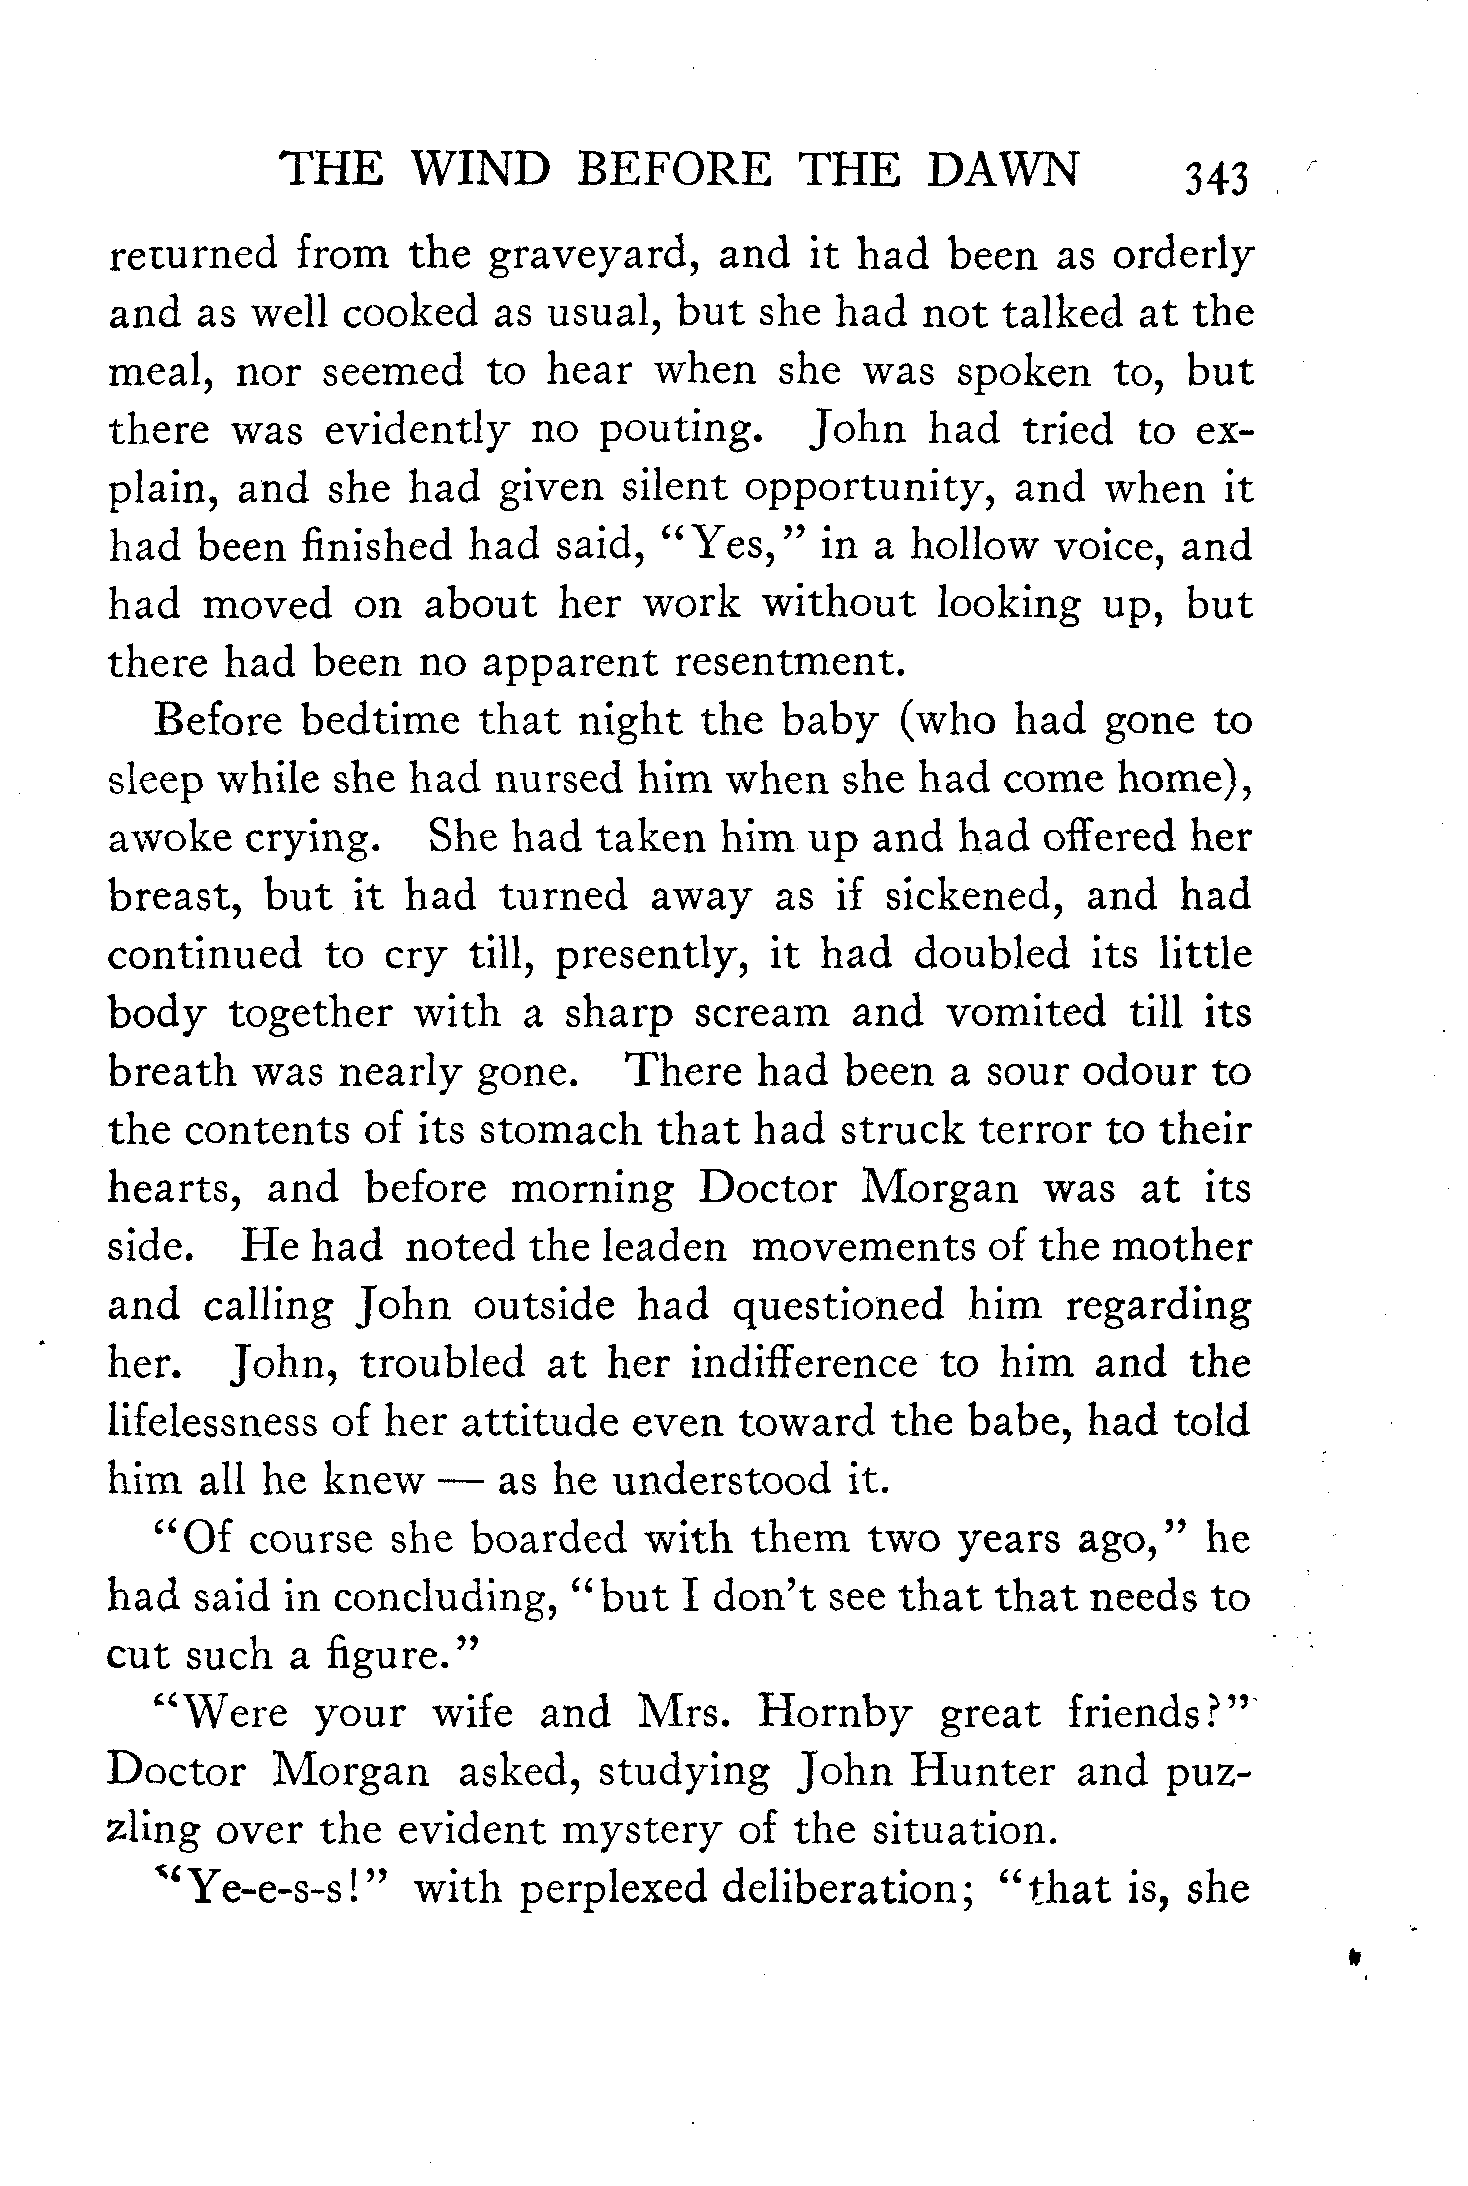 THE WIND BEFORE THE DAWN 343
returned from the graveyard, and it had been as orderly
and as well cooked as usual, but she had not talked at the
meal, nor seemed to hear when she was spoken to, but
there was evidently no pouting. John had tried to ex-
plain, and she had given silent opportunity, and when it
had been finished had said, "Yes," in a hollow voice, and
had moved on about her work without looking up, but
there had been no apparent resentment.
Before bedtime that night the baby (who had gone to
sleep while she had nursed him when she had come home),
awoke crying. She had taken him up and had offered her
breast, but it had turned away as if sickened, and had
continued to cry till, presently, it had doubled its little
body together with a sharp scream and vomited till its
breath was nearly gone. There had been a sour odour to
the contents of its stomach that had struck terror to their
hearts, and before morning Doctor Morgan was at its
side. He had noted the leaden movements of the mother
and calling John outside had questioned him regarding
her. John, troubled at her indifference to him and the
lifelessness of her attitude even toward the babe, had told
him all he knew — as he understood it.
"Of course she boarded with them two years ago," he
had said in concluding, "but I don't see that that needs to
cut such a figure."
"Were your wife and Mrs. Hornby great friends?"
Doctor Morgan asked, studying John Hunter and puz-
zling over the evident mystery of the situation.
"Ye-e-s-s!" with perplexed deliberation; "that is, she